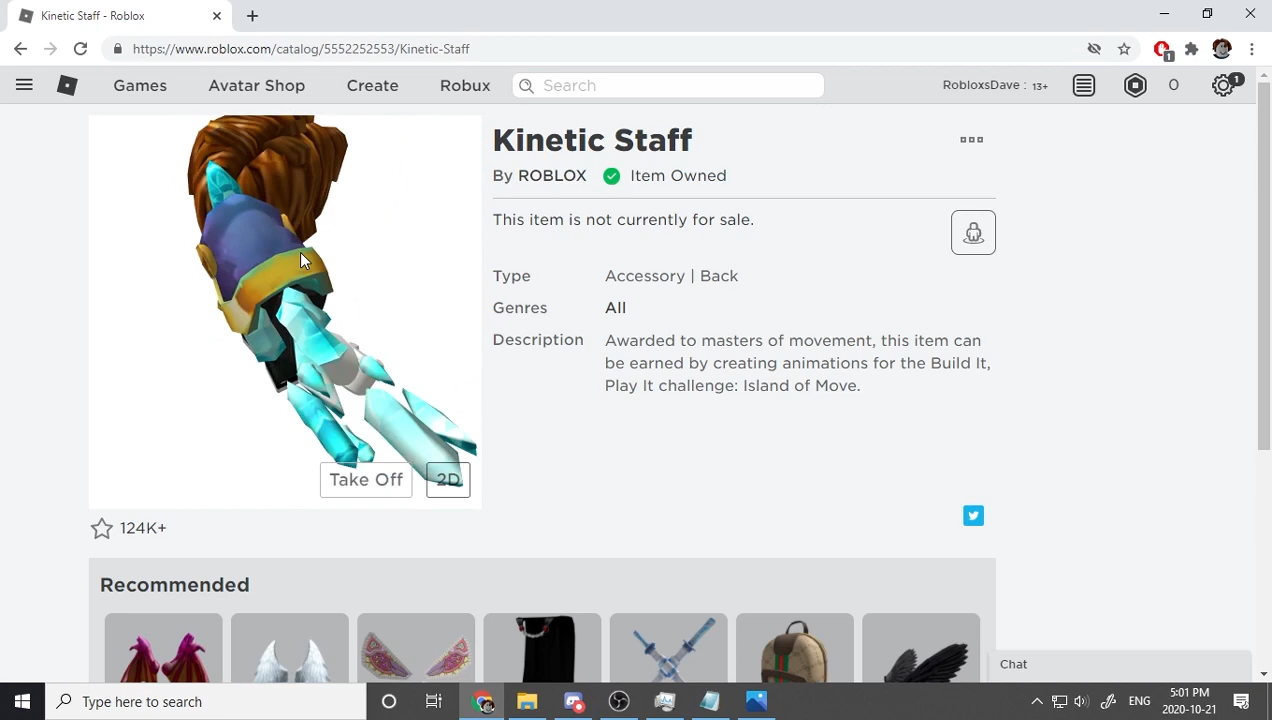 Kinetic Staff - Roblox
https://www.roblox.com/catalog/5552252553/Kinetic-Staff
1
Games
Avatar Shop
Create
Robux
Search
RobloxsDave : 13+
0
1
Kinetic Staff
By ROBLOX Item Owned
This item is not currently for sale.
Type Accessory | Back
Genres All
Description Awarded to masters of movement, this item can
be earned by creating animations for the Build It,
Play It challenge: Island of Move.
Take Off
2D
124K+
Recommended
Chat
Type here to search
ENG
5:01 PM
2020-10-21